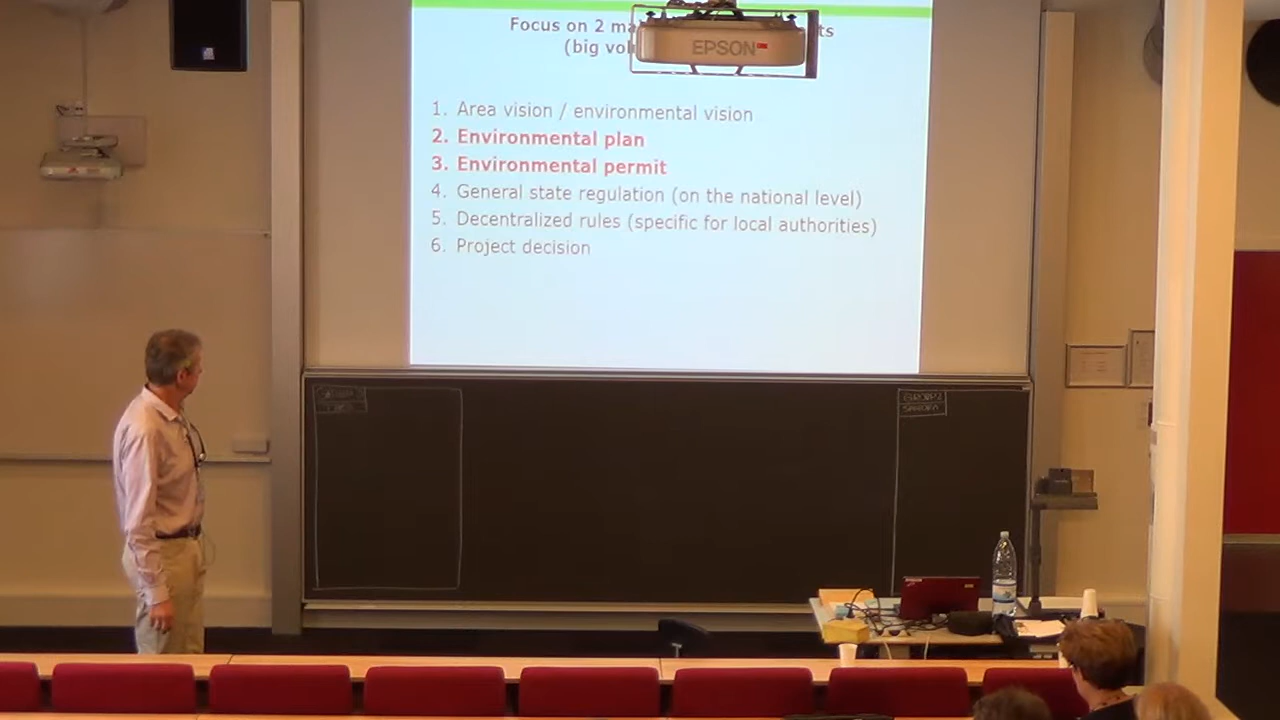 Focus on 2 ts
(big
EPSON
1. Area vision / environmental vision
2. Environmental plan
3. Environmental permit
4. General state regulation (on the national level)
5. Decentralized rules (specific for local authorities)
6. Project decision